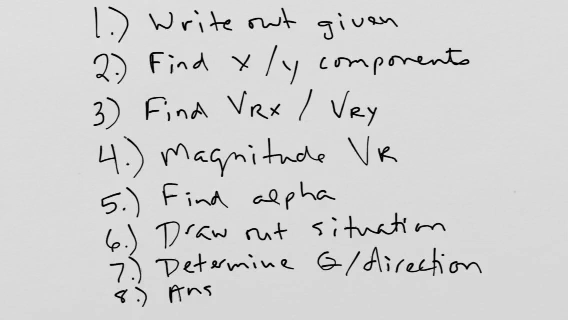 1.) Write out given
2.) Find x/y components
3) Find VRx / VRy
4.) Magnitude VR
5.) Find alpha
6.) Draw out situation
7.) Determine θ/direction
8.) Ans